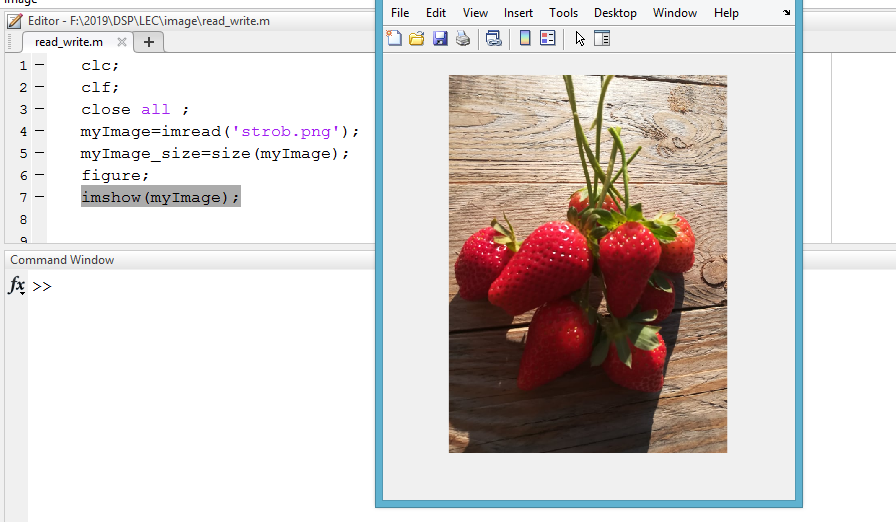 image
Editor - F:\2019\DSP\LEC\image\read_write.m
read_write.m
1 clc;
2 clf;
3 close all ;
4 myImage=imread('strob.png');
5 myImage_size=size(myImage);
6 figure;
7 imshow(myImage);
8
9
Command Window
fx >>
File Edit View Insert Tools Desktop Window Help